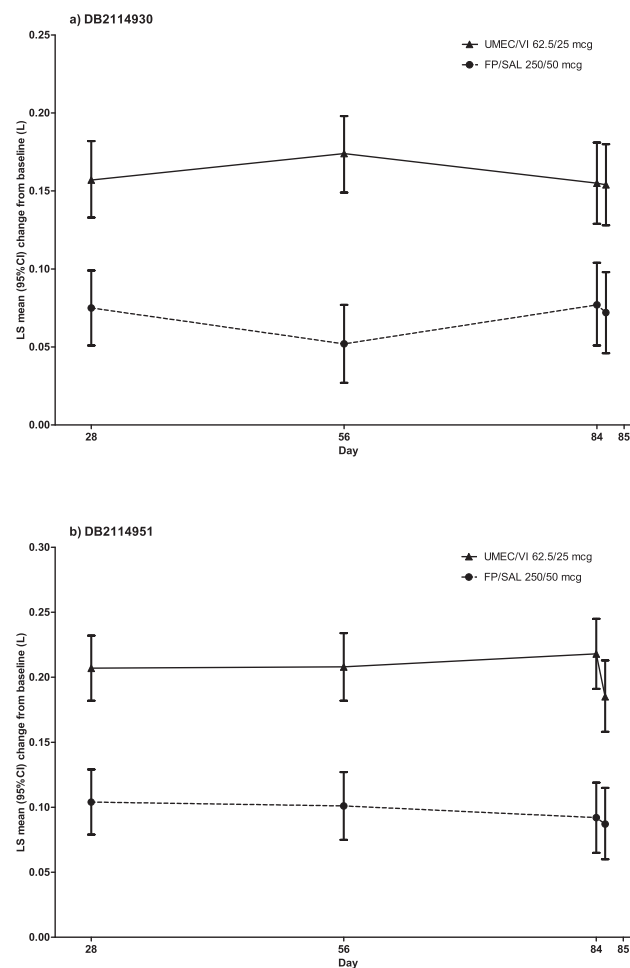 a) DB2114930
0.25
UMEC/VI 62.5/25 mcg
FP/SAL 250/50 mcg
0.20
0.15
0.10
0.05
0.00
LS mean (95%CI) change from baseline (L)
28 56 84 85
Day
b) DB2114951
0.30
UMEC/VI 62.5/25 mcg
FP/SAL 250/50 mcg
0.25
0.20
0.15
0.10
0.05
0.00
LS mean (95%CI) change from baseline (L)
28 56 84 85
Day